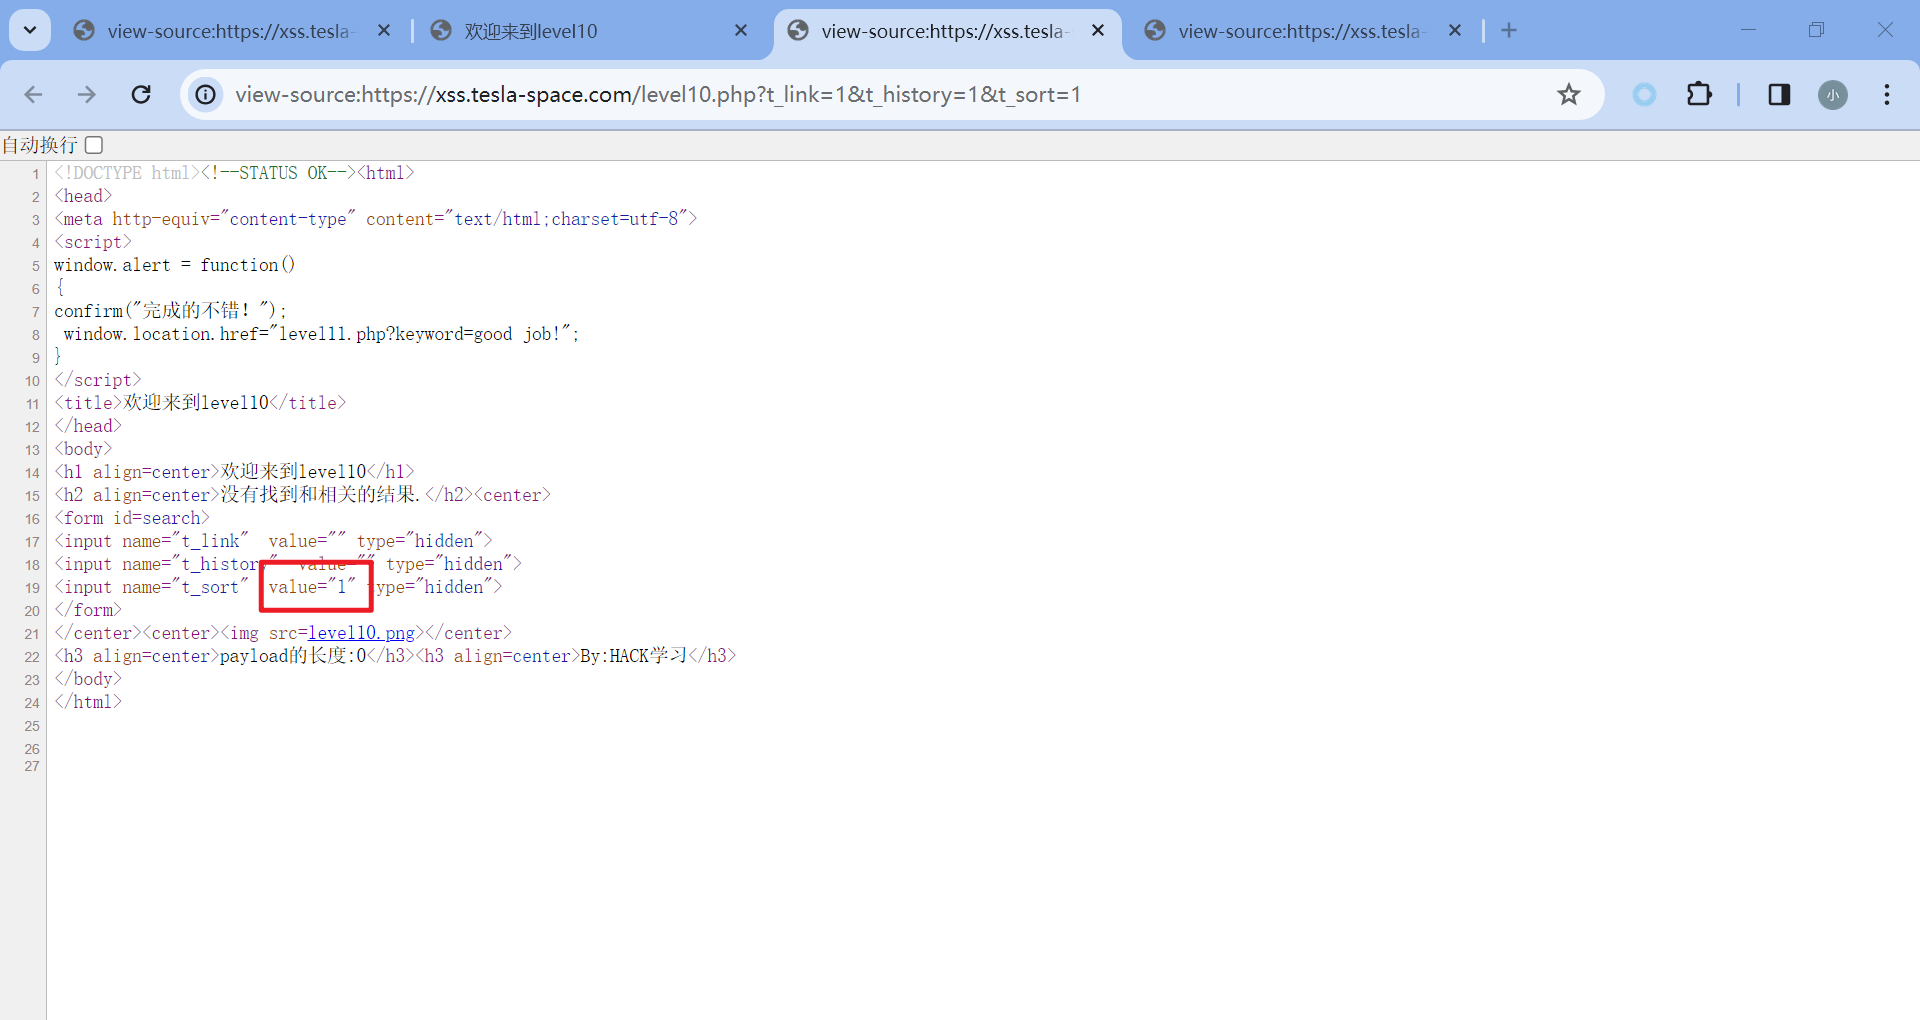 view-source:https://xss.tesla-
欢迎来到level10
view-source:https://xss.tesla-
view-source:https://xss.tesla-
view-source:https://xss.tesla-space.com/level10.php?t_link=1&t_history=1&t_sort=1
小
自动换行
1 <!DOCTYPE html><!--STATUS OK--><html>
2 <head>
3 <meta http-equiv="content-type" content="text/html;charset=utf-8">
4 <script>
5 window.alert = function()
6 {
7 confirm("完成的不错！");
8 window.location.href="level11.php?keyword=good job!";
9 }
10 </script>
11 <title>欢迎来到level10</title>
12 </head>
13 <body>
14 <h1 align=center>欢迎来到level10</h1>
15 <h2 align=center>没有找到和相关的结果.</h2><center>
16 <form id=search>
17 <input name="t_link"  value="" type="hidden">
18 <input name="t_history"  value="" type="hidden">
19 <input name="t_sort"  value="1" type="hidden">
20 </form>
21 </center><center><img src=level10.png></center>
22 <h3 align=center>payload的长度:0</h3><h3 align=center>By:HACK学习</h3>
23 </body>
24 </html>
25
26
27